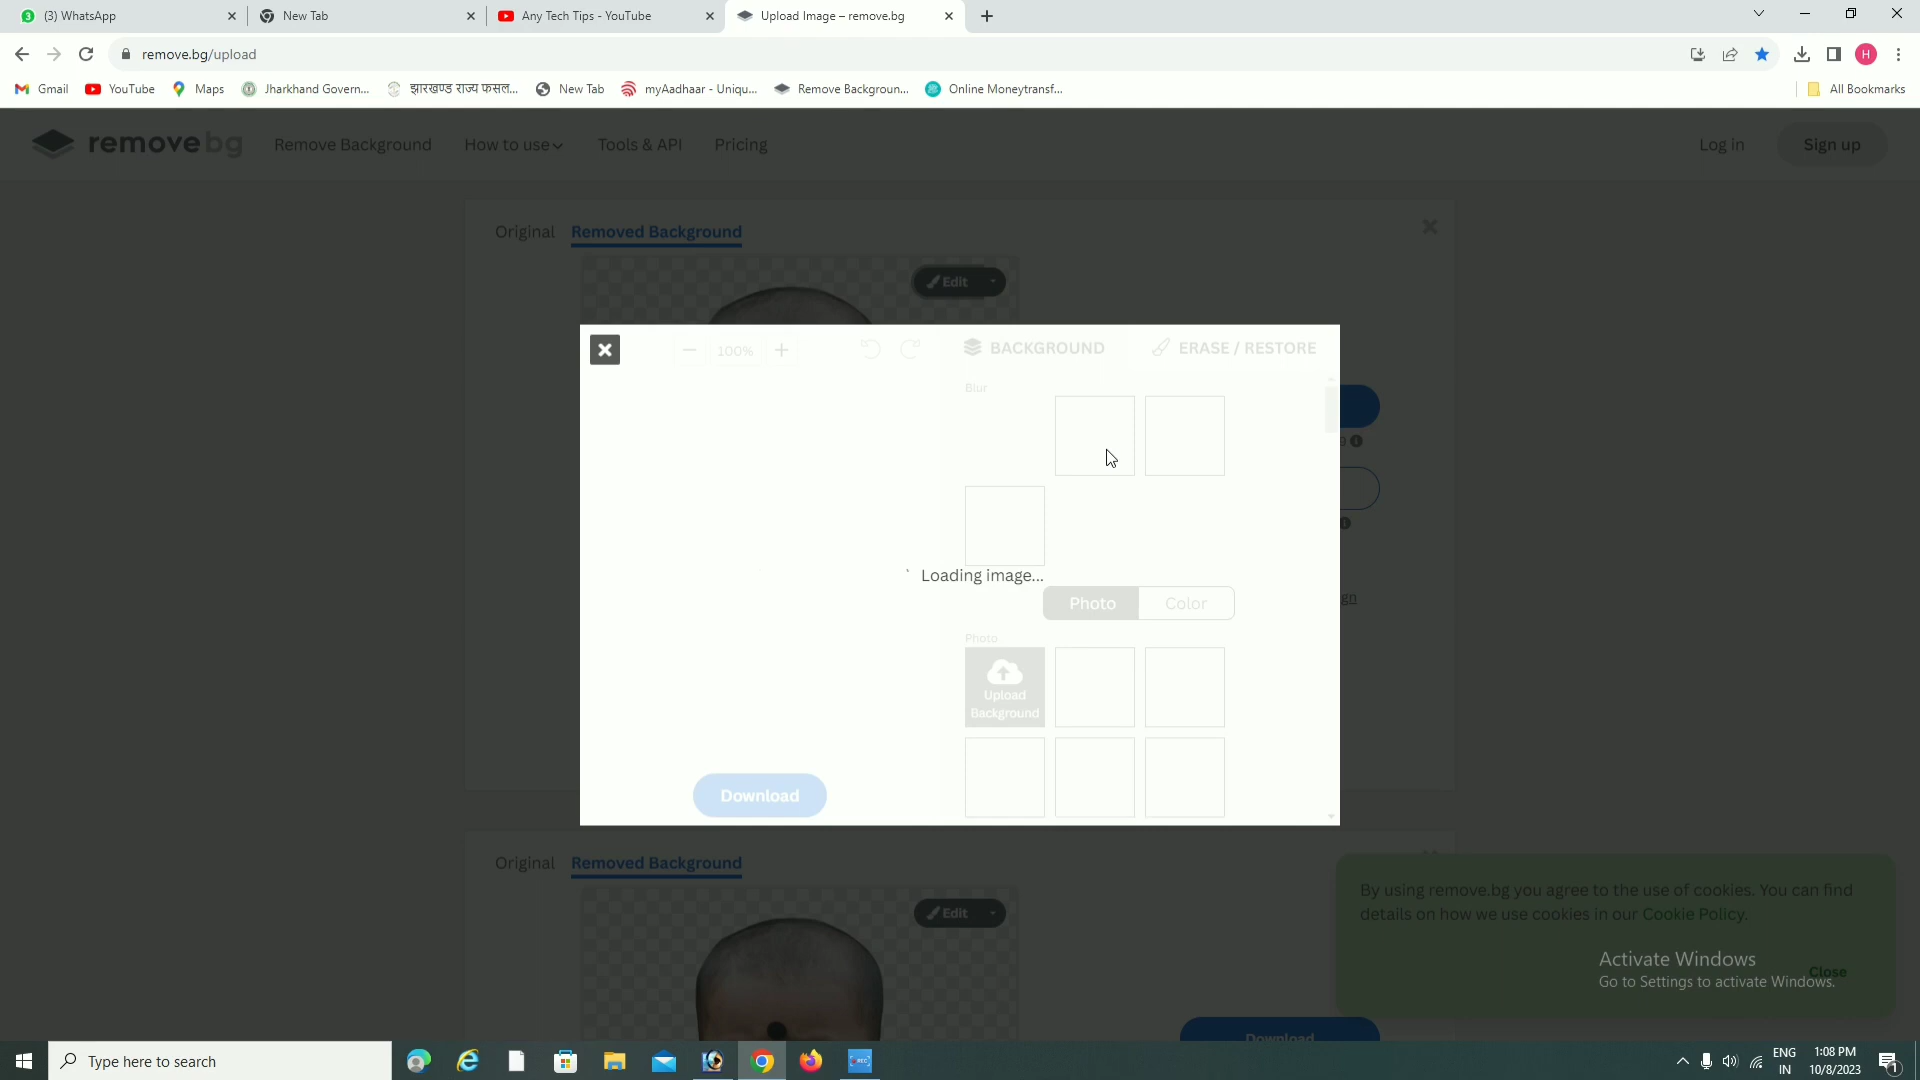 (3) WhatsApp
New Tab
Any Tech Tips - YouTube
Upload Image – remove.bg
remove.bg/upload
H
Gmail
YouTube
Maps
Jharkhand Govern...
झारखण्ड राज्य फसल...
New Tab
myAadhaar - Uniqu...
Remove Backgroun...
Online Moneytransf...
All Bookmarks
removebg
Remove Background
How to use
Tools & API
Pricing
Log in
Sign up
Original
Removed Background
Edit
100%
BACKGROUND
ERASE / RESTORE
Blur
Loading image...
Photo
Color
Photo
Upload
Background
Download
Original
Removed Background
Edit
By using remove.bg you agree to the use of cookies. You can find
details on how we use cookies in our Cookie Policy.
Close
Activate Windows
Go to Settings to activate Windows.
Download
Type here to search
REC
ENG
IN
1:08 PM
10/8/2023
1